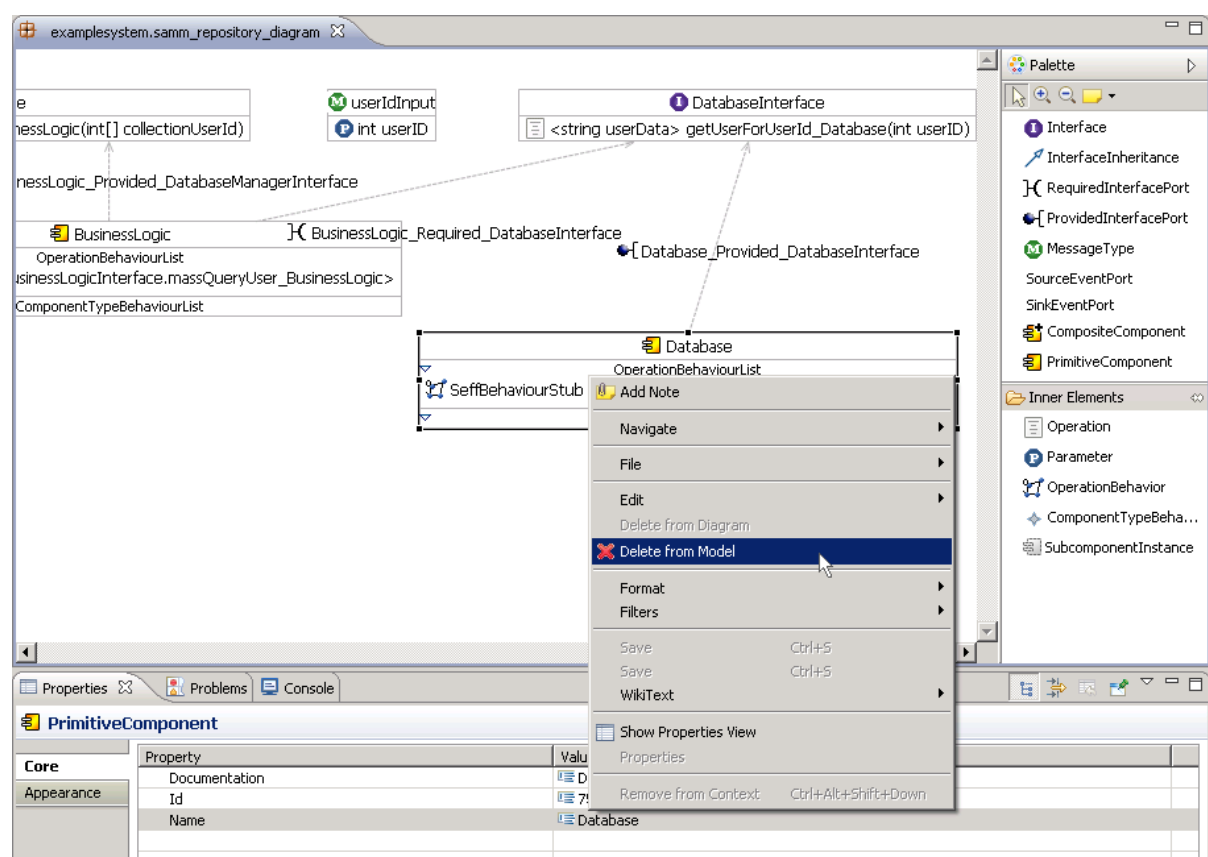 examplesystem.samm_repository_diagram
e
nessLogic(int[] collectionUserId)
userIdInput
int userID
DatabaseInterface
<string userData> getUserForUserId_Database(int userID)
nessLogic_Provided_DatabaseManagerInterface
BusinessLogic
OperationBehaviourList
usinessLogicInterface.massQueryUser_BusinessLogic>
ComponentTypeBehaviourList
BusinessLogic_Required_DatabaseInterface
Database_Provided_DatabaseInterface
Database
OperationBehaviourList
SeffBehaviourStub
Add Note
Navigate
File
Edit
Delete from Diagram
Delete from Model
Format
Filters
Save Ctrl+S
Save Ctrl+S
WikiText
Show Properties View
Properties
Remove from Context Ctrl+Alt+Shift+Down
Palette
Interface
InterfaceInheritance
RequiredInterfacePort
ProvidedInterfacePort
MessageType
SourceEventPort
SinkEventPort
CompositeComponent
PrimitiveComponent
Inner Elements
Operation
Parameter
OperationBehavior
ComponentTypeBeha...
SubcomponentInstance
Properties Problems Console
PrimitiveComponent
Core
Appearance
Property Valu
Documentation D
Id 7
Name Database